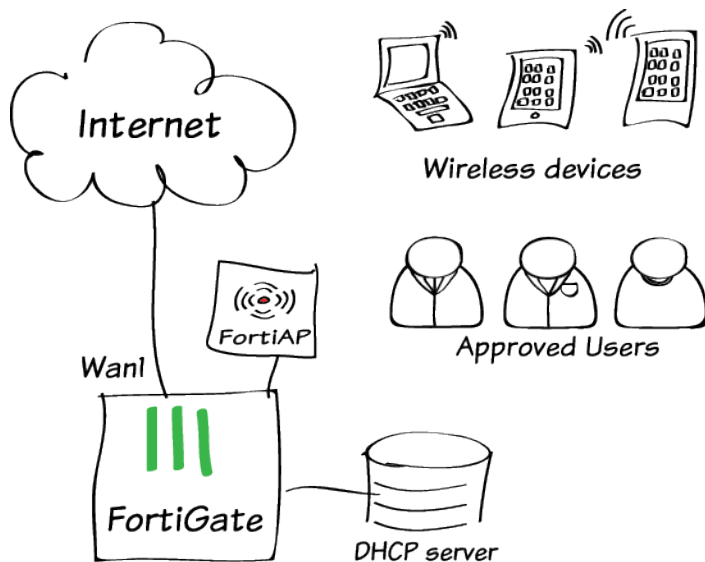 Internet
Wireless devices
Approved Users
FortiAP
Wan1
FortiGate
DHCP server